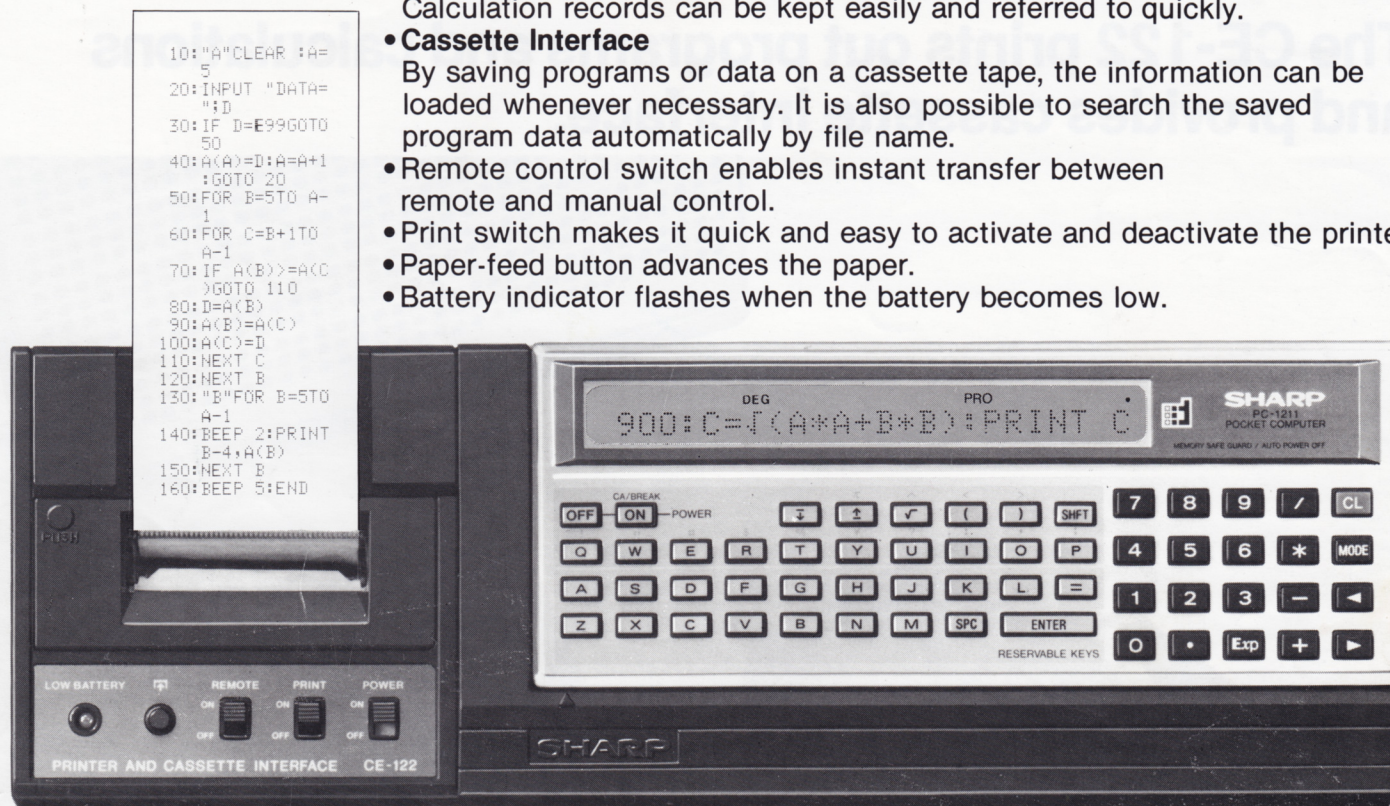 Calculation records can be kept easily and referred to quickly.
•Cassette Interface
By saving programs or data on a cassette tape, the information can be
loaded whenever necessary. It is also possible to search the saved
program data automatically by file name.
•Remote control switch enables instant transfer between
remote and manual control.
•Print switch makes it quick and easy to activate and deactivate the printe
•Paper-feed button advances the paper.
•Battery indicator flashes when the battery becomes low.
10:"A"CLEAR :A=
5
20:INPUT "DATA=
";D
30:IF D=E99GOTO
50
40:A(A)=D:A=A+1
:GOTO 20
50:FOR B=5TO A-
1
60:FOR C=B+1TO
A-1
70:IF A(B)>=A(C
)GOTO 110
80:D=A(B)
90:A(B)=A(C)
100:A(C)=D
110:NEXT C
120:NEXT B
130:"B"FOR B=5TO
A-1
140:BEEP 2:PRINT
B-4,A(B)
150:NEXT B
160:BEEP 5:END
PUSH
LOW BATTERY REMOTE PRINT POWER
ON ON ON
OFF OFF OFF
PRINTER AND CASSETTE INTERFACE CE-122
DEG PRO
900:C=√(A*A+B*B):PRINT C
SHARP
PC-1211
POCKET COMPUTER
MEMORY SAFE GUARD / AUTO POWER OFF
CA/BREAK
OFF ON POWER ↓ ↑ √ ( ) SHFT 7 8 9 / CL
Q W E R T Y U I O P 4 5 6 * MODE
A S D F G H J K L = 1 2 3 − ◄
Z X C V B N M SPC ENTER 0 • Exp + ►
RESERVABLE KEYS
SHARP